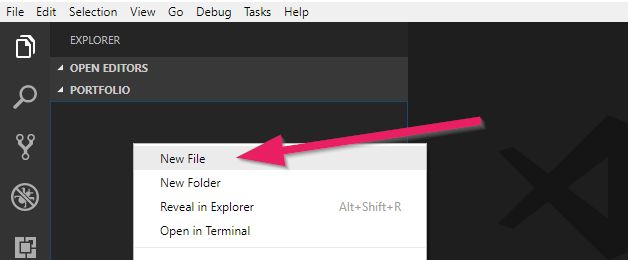 File Edit Selection View Go Debug Tasks Help
EXPLORER
OPEN EDITORS
PORTFOLIO
New File
New Folder
Reveal in Explorer Alt+Shift+R
Open in Terminal